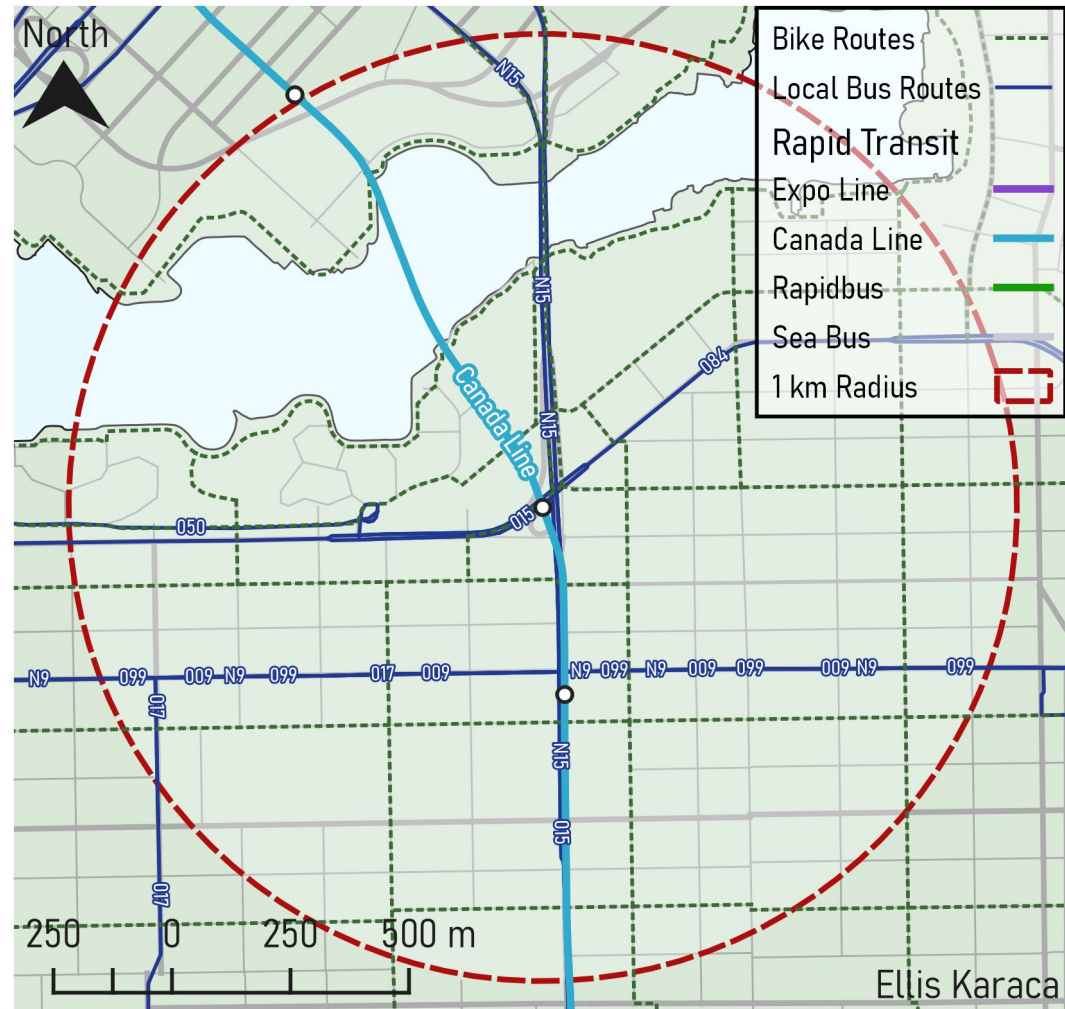 North
Bike Routes
Local Bus Routes
Rapid Transit
Expo Line
Canada Line
Rapidbus
Sea Bus
1 km Radius
N15
N15
084
N15
Canada Line
015
050
N9 099 009 N9 099 017 009 N9 099 N9 009 099 009 N9 099
017
N15
015
017
250 0 250 500 m
Ellis Karaca